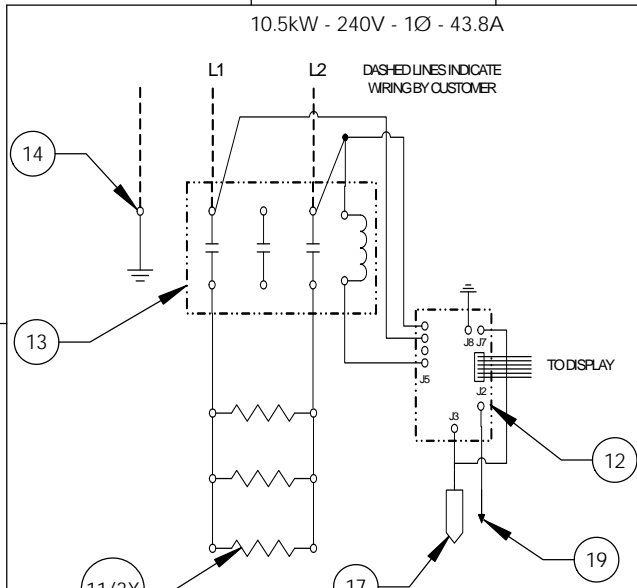 10.5kW - 240V - 1Ø - 43.8A
L1
L2
DASHED LINES INDICATE
WIRING BY CUSTOMER
14
13
J8
J7
J5
TO DISPLAY
J2
J3
12
19
17